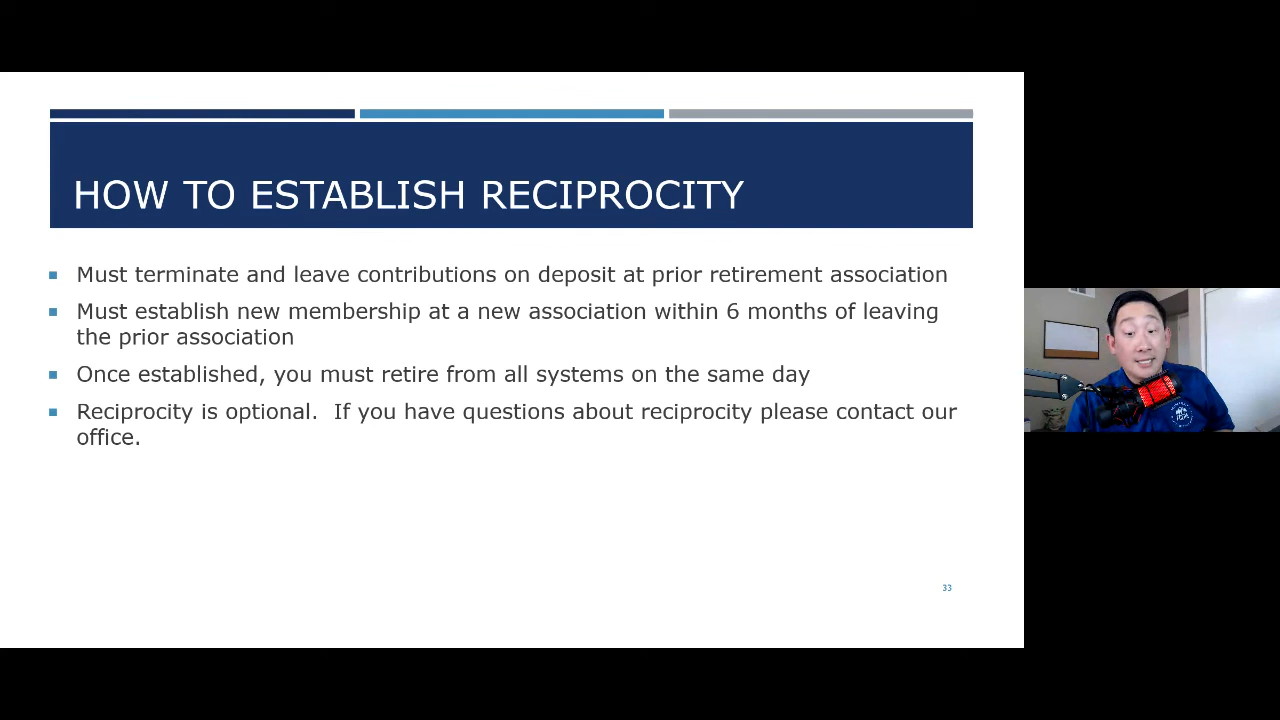 HOW TO ESTABLISH RECIPROCITY
Must terminate and leave contributions on deposit at prior retirement association
Must establish new membership at a new association within 6 months of leaving
the prior association
Once established, you must retire from all systems on the same day
Reciprocity is optional.  If you have questions about reciprocity please contact our
office.
33